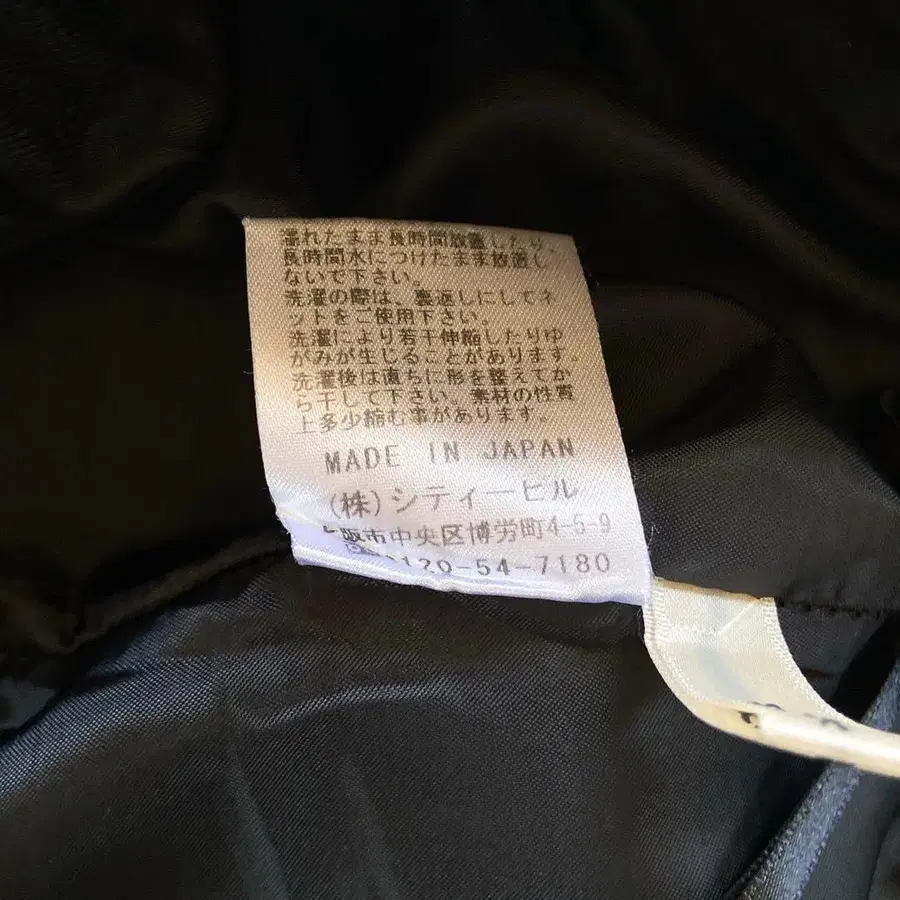 濡れたまま長時間放置したり、
長時間水につけたまま放置し
ないで下さい。
洗濯の際は、裏返しにしてネ
ットをご使用下さい。
洗濯により若干伸縮したりゆ
がみが生じることがあります。
洗濯後は直ちに形を整えてか
ら干して下さい。素材の性質
上多少縮む事があります。
MADE IN JAPAN
(株)シティーヒル
阪市中央区博労町4-5-9
0120-54-7180